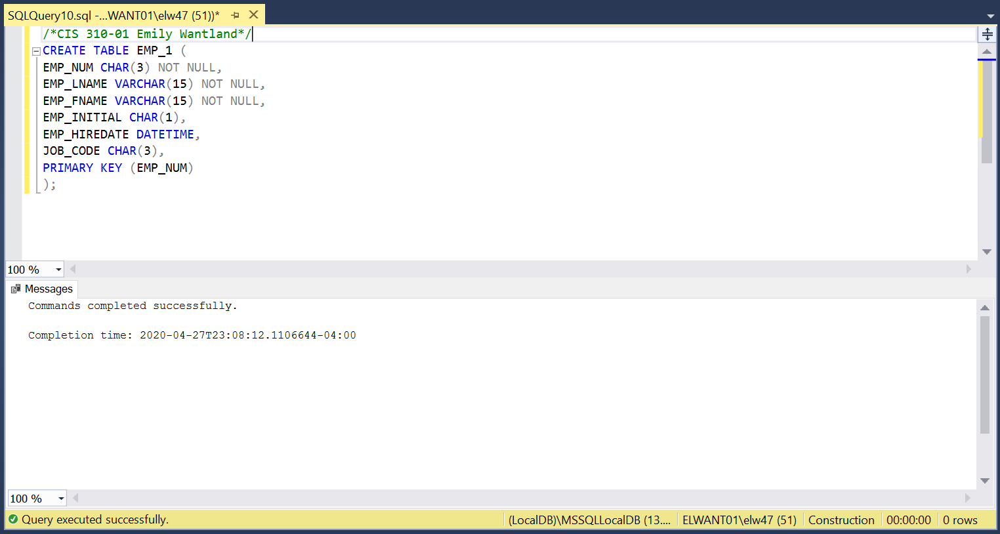 SQLQuery10.sql -...WANT01\elw47 (51))*
/*CIS 310-01 Emily Wantland*/
CREATE TABLE EMP_1 (
EMP_NUM CHAR(3) NOT NULL,
EMP_LNAME VARCHAR(15) NOT NULL,
EMP_FNAME VARCHAR(15) NOT NULL,
EMP_INITIAL CHAR(1),
EMP_HIREDATE DATETIME,
JOB_CODE CHAR(3),
PRIMARY KEY (EMP_NUM)
);
100 %
Messages
Commands completed successfully.
Completion time: 2020-04-27T23:08:12.1106644-04:00
100 %
Query executed successfully. (LocalDB)\MSSQLLocalDB (13.... ELWANT01\elw47 (51) Construction 00:00:00 0 rows